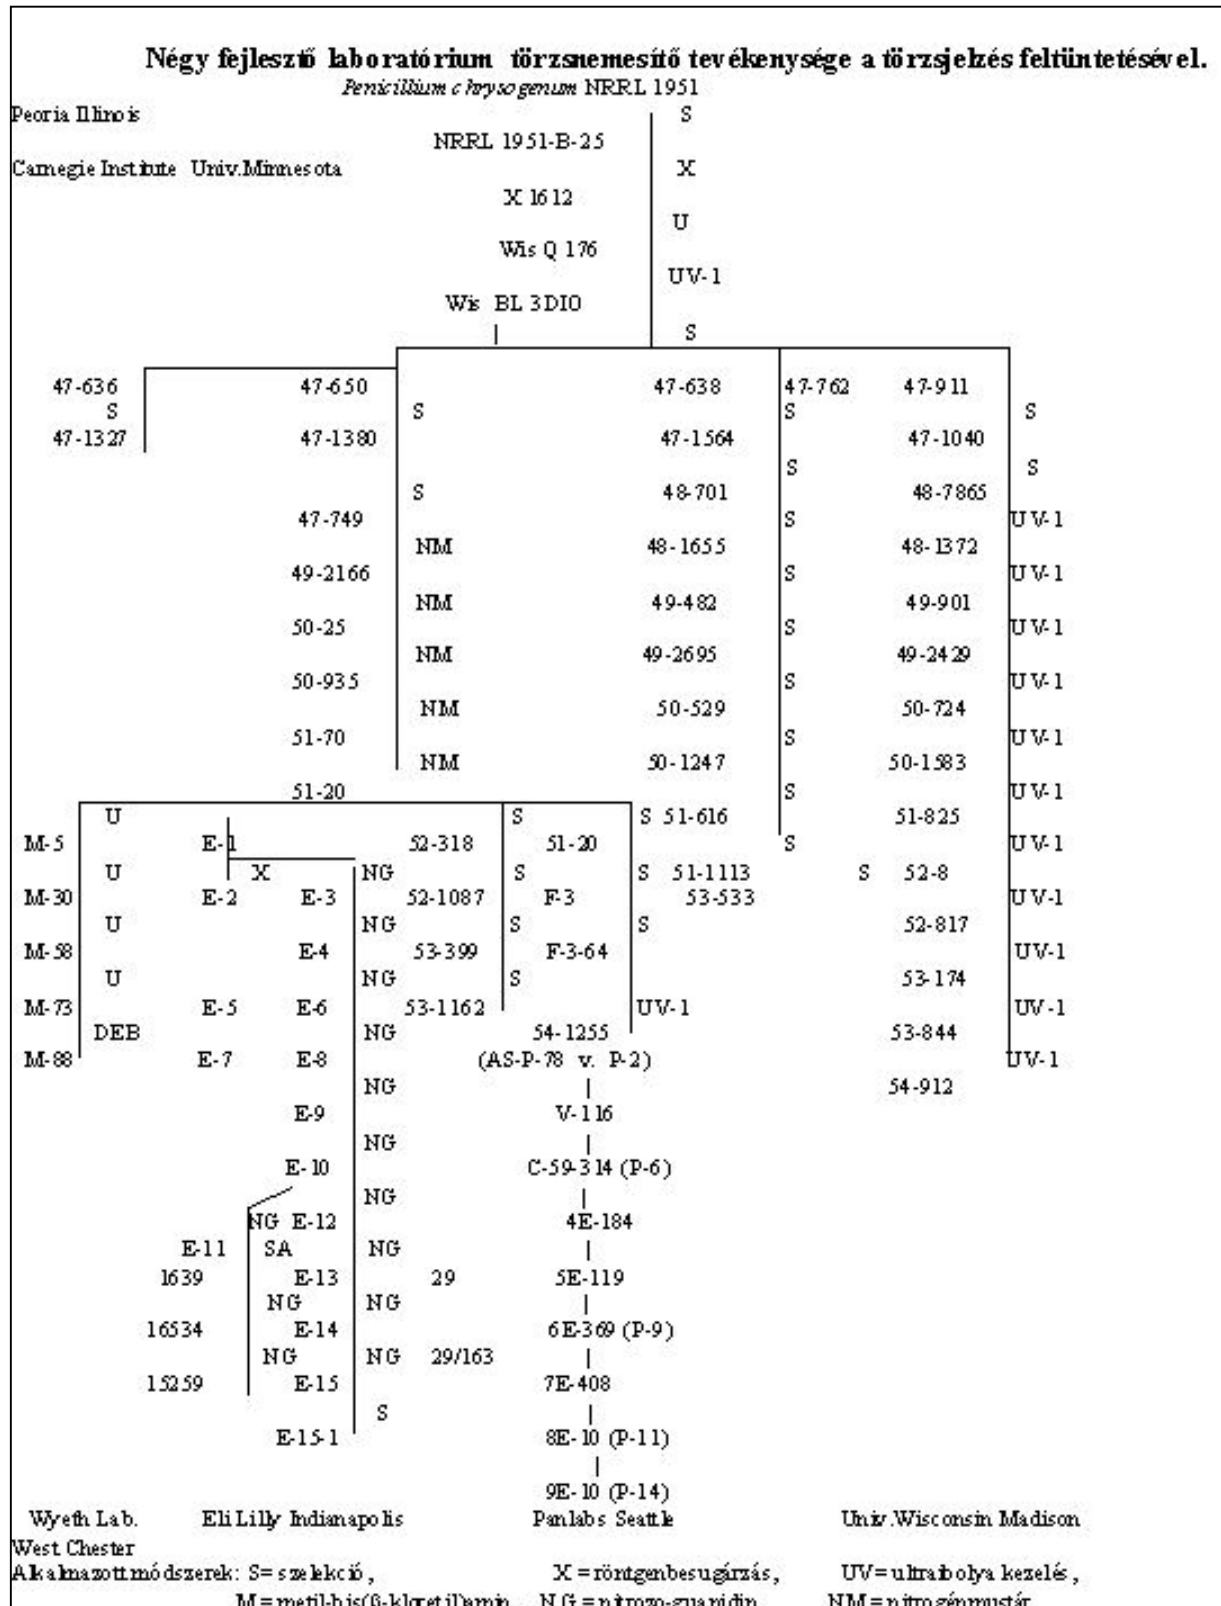 Négy fejlesztő laboratórium törzsnemesítő tevékenysége a törzsjelzés feltüntetésével.
Penicillium chrysogenum NRRL 1951
Peoria Illinois S
NRRL 1951-B-25
Carnegie Institute Univ.Minnesota X
X 1612
U
Wis Q 176
UV-1
Wis BL 3DIO
| S
47-636 47-650 47-638 47-762 47-911
S S S S
47-1327 47-1380 47-1564 47-1040
S S
S 48-701 48-7865
47-749 S UV-1
NM 48-1655 48-1372
49-2166 S UV-1
NM 49-482 49-901
50-25 S UV-1
NM 49-2695 49-2429
50-935 S UV-1
NM 50-529 50-724
51-70 S UV-1
NM 50-1247 50-1583
51-20 S UV-1
U S S 51-616 51-825
M-5 E-1 52-318 51-20 S UV-1
U X NG S S 51-1113 S 52-8
M-30 E-2 E-3 52-1087 F-3 53-533 UV-1
U NG S S 52-817
M-58 E-4 53-399 F-3-64 UV-1
U NG S 53-174
M-73 E-5 E-6 53-1162 UV-1 UV-1
DEB NG 54-1255 53-844
M-88 E-7 E-8 (AS-P-78 v. P-2) UV-1
NG | 54-912
E-9 V-116
NG |
E-10 C-59-314 (P-6)
NG |
NG E-12 4E-184
E-11 SA NG |
1639 E-13 29 5E-119
NG NG |
16534 E-14 6E-369 (P-9)
NG NG 29/163 |
15259 E-15 7E-408
S |
E-15-1 8E-10 (P-11)
|
9E-10 (P-14)
Wyeth Lab. Eli Lilly Indianapolis Panlabs Seattle Univ.Wisconsin Madison
West Chester
Alkalmazott módszerek: S= szelekció, X =röntgenbesugárzás, UV= ultraibolya kezelés,
M = metil-bis(β-kloretil)amin, NG = nitrozo-guanidin, NM = nitrogénmustár